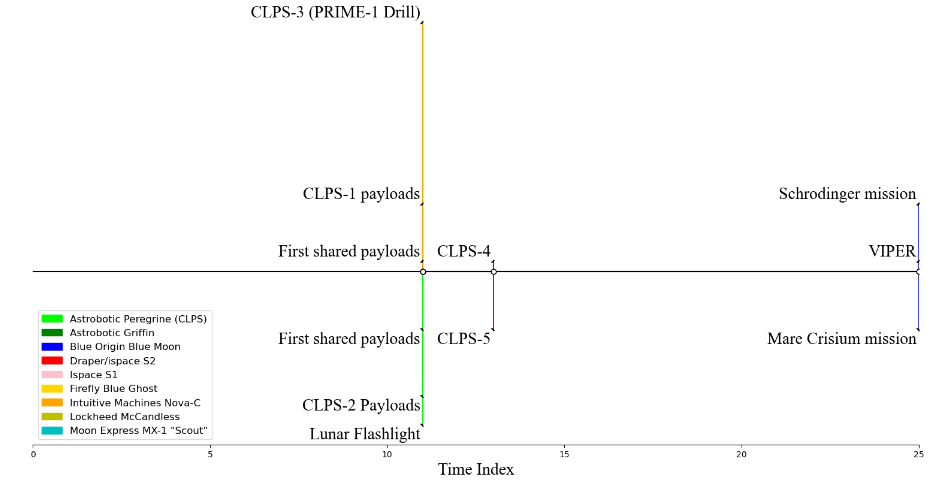 CLPS-3 (PRIME-1 Drill)
CLPS-1 payloads
Schrodinger mission
First shared payloads
CLPS-4
VIPER
First shared payloads
CLPS-5
Mare Crisium mission
CLPS-2 Payloads
Lunar Flashlight
Astrobotic Peregrine (CLPS)
Astrobotic Griffin
Blue Origin Blue Moon
Draper/ispace S2
Ispace S1
Firefly Blue Ghost
Intuitive Machines Nova-C
Lockheed McCandless
Moon Express MX-1 "Scout"
0 5 10 15 20 25
Time Index